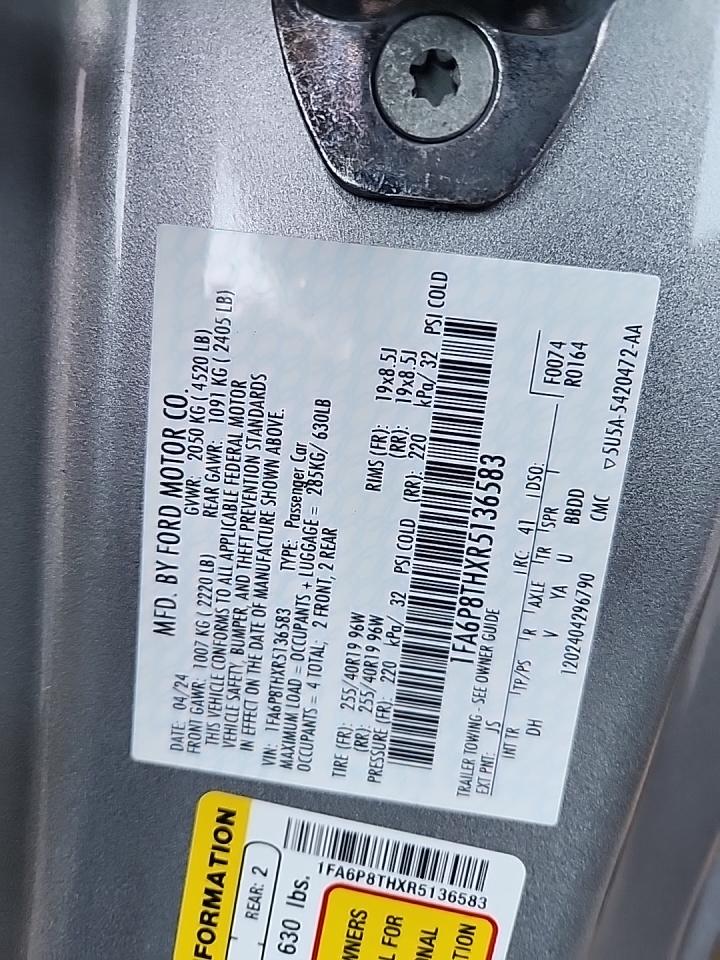 MFD. BY FORD MOTOR CO.
DATE: 04/24 GVWR: 2050 KG ( 4520 LB)
FRONT GAWR: 1007 KG ( 2220 LB) REAR GAWR: 1091 KG ( 2405 LB)
THIS VEHICLE CONFORMS TO ALL APPLICABLE FEDERAL MOTOR
VEHICLE SAFETY, BUMPER, AND THEFT PREVENTION STANDARDS
IN EFFECT ON THE DATE OF MANUFACTURE SHOWN ABOVE.
VIN: 1FA6P8THXR5136583 TYPE: Passenger Car
MAXIMUM LOAD = OCCUPANTS + LUGGAGE = 285KG/ 630LB
OCCUPANTS = 4 TOTAL: 2 FRONT, 2 REAR
TIRE (FR): 255/40R19 96W RIMS (FR): 19x8.5J
(RR): 255/40R19 96W (RR): 19x8.5J
PRESSURE (FR): 220 kPa/ 32 PSI COLD (RR): 220 kPa/ 32 PSI COLD
1FA6P8THXR5136583
TRAILER TOWING - SEE OWNER GUIDE
EXT PNT: JS RC: 41 DSO:
INT TR TP/PS R AXLE TR SPR F0074
DH V YA U BBDD R0164
1202404296790 CMC ▽5U5A-5420472-AA
FORMATION
REAR: 2
630 lbs.
1FA6P8THXR5136583
WNERS
L FOR
ONAL
TION